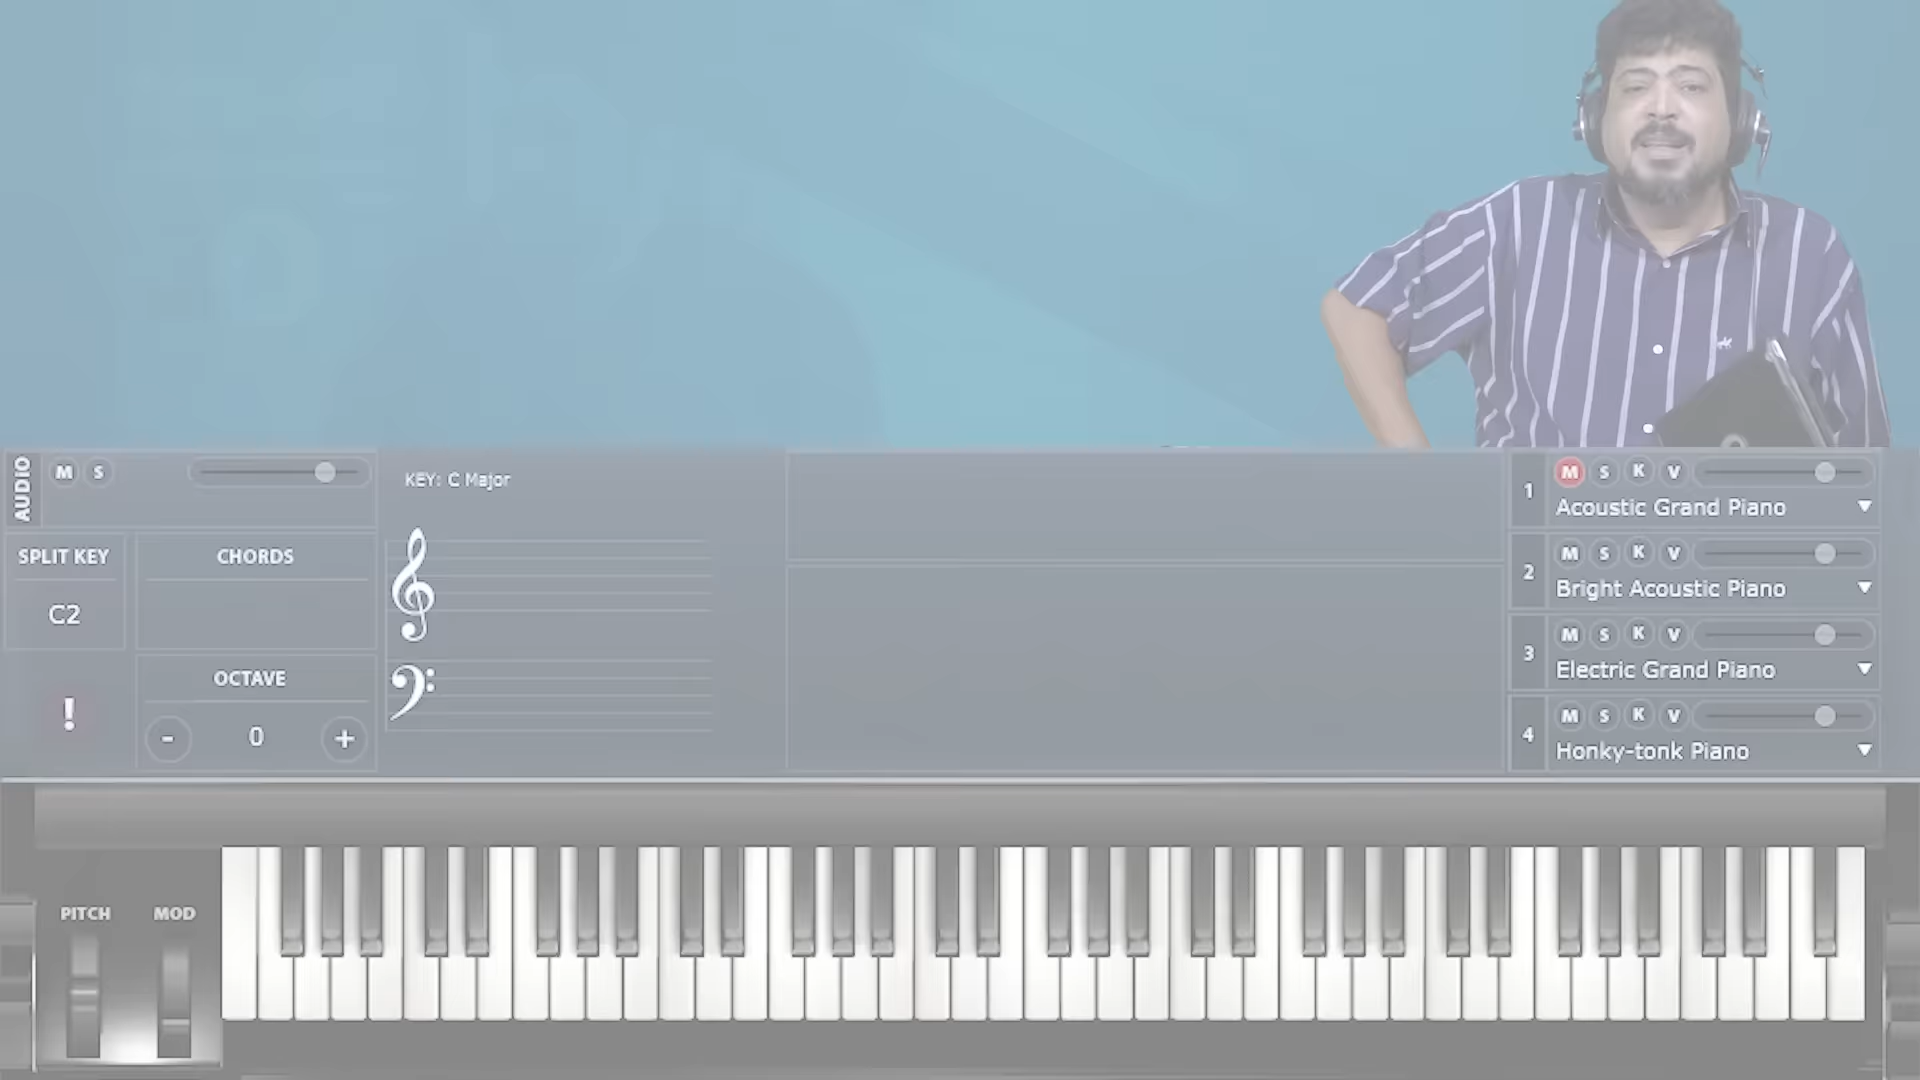 AUDIO
M S
KEY: C Major
SPLIT KEY
C2
!
CHORDS
OCTAVE
- 0 +
1
M S K V
Acoustic Grand Piano
2
M S K V
Bright Acoustic Piano
3
M S K V
Electric Grand Piano
4
M S K V
Honky-tonk Piano
PITCH MOD